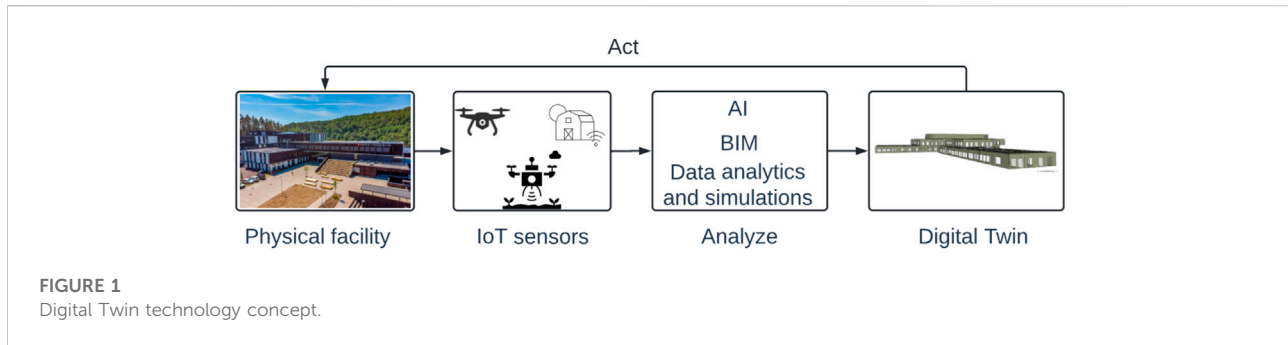 Act
AI
BIM
Data analytics
and simulations
Physical facility
IoT sensors
Analyze
Digital Twin
FIGURE 1
Digital Twin technology concept.